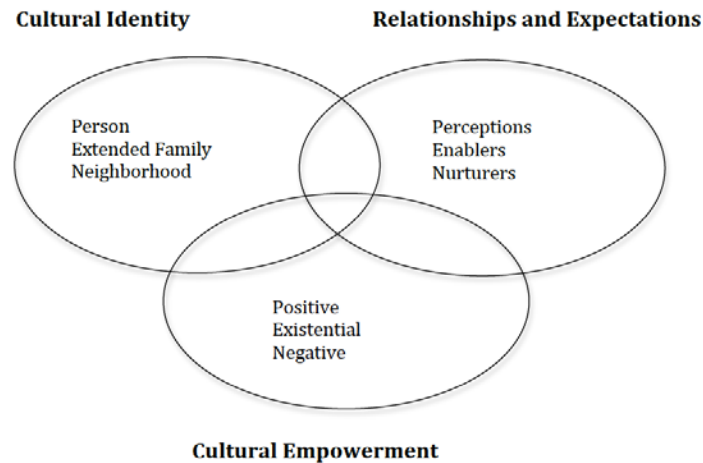 Cultural Identity
Relationships and Expectations
Person
Extended Family
Neighborhood
Perceptions
Enablers
Nurturers
Positive
Existential
Negative
Cultural Empowerment